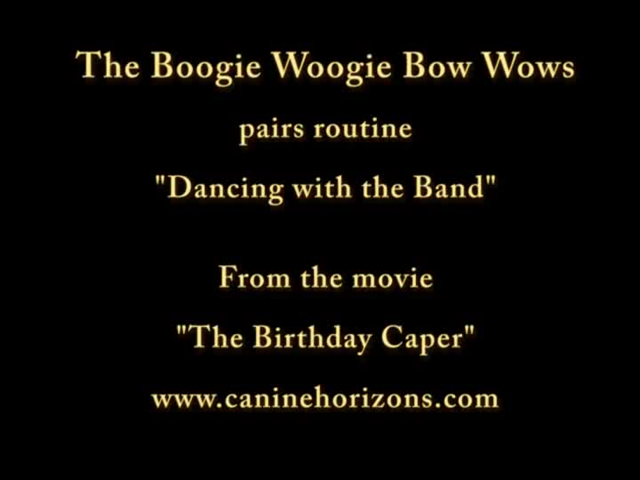 The Boogie Woogie Bow Wows
pairs routine
"Dancing with the Band"
From the movie
"The Birthday Caper"
www.caninehorizons.com